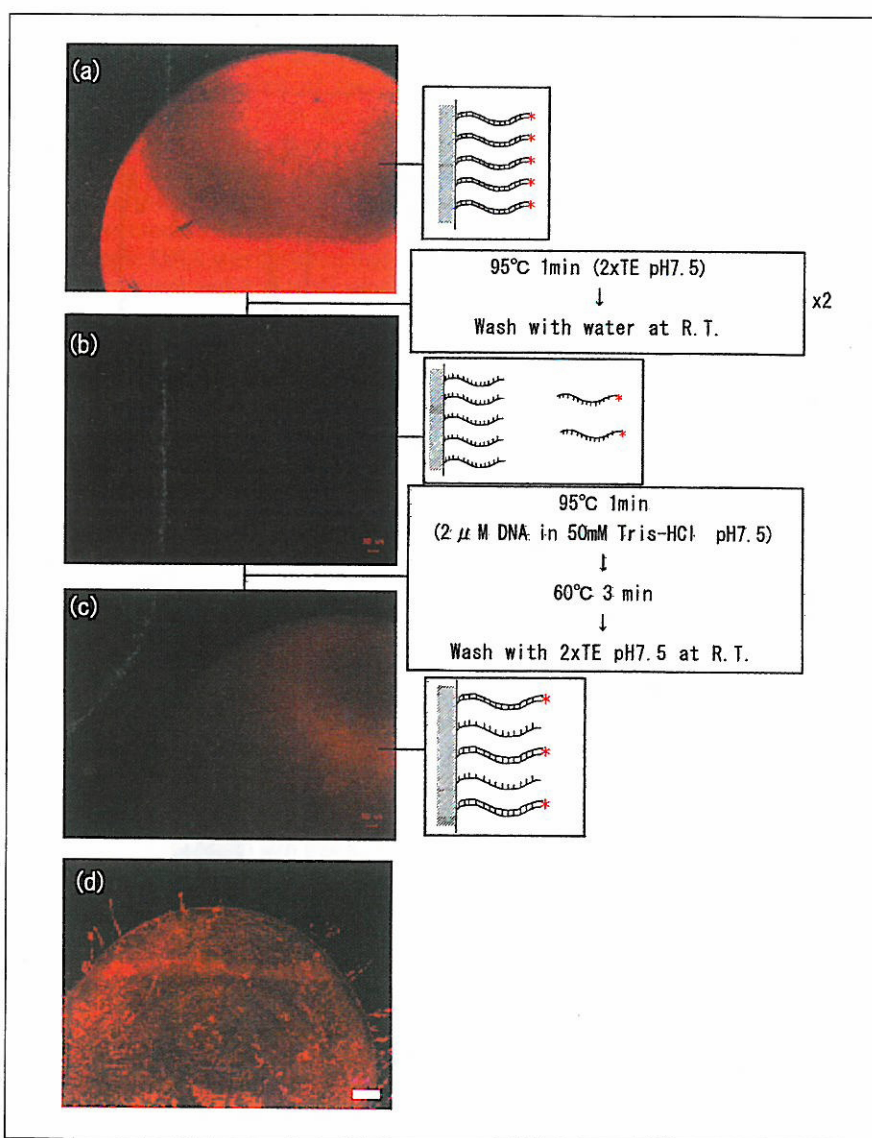 (a)
95℃ 1min (2xTE pH7.5)
↓
Wash with water at R.T.
x2
(b)
95℃ 1min
(2 μM DNA in 50mM Tris-HCl pH7.5)
↓
60℃ 3 min
↓
Wash with 2xTE pH7.5 at R.T.
(c)
(d)